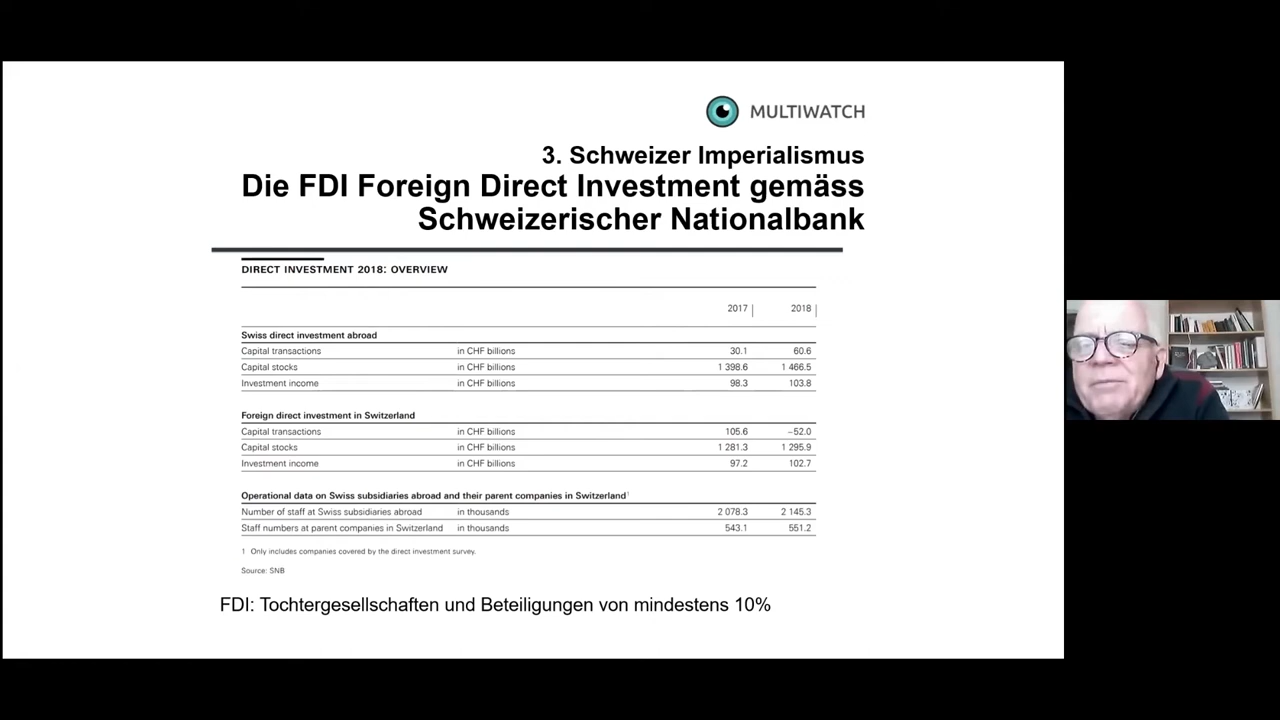 MULTIWATCH
3. Schweizer Imperialismus
Die FDI Foreign Direct Investment gemäss
Schweizerischer Nationalbank
DIRECT INVESTMENT 2018: OVERVIEW
2017 2018
Swiss direct investment abroad
Capital transactions in CHF billions 30.1 60.6
Capital stocks in CHF billions 1 398.6 1 466.5
Investment income in CHF billions 98.3 103.8
Foreign direct investment in Switzerland
Capital transactions in CHF billions 105.6 –52.0
Capital stocks in CHF billions 1 281.3 1 295.9
Investment income in CHF billions 97.2 102.7
Operational data on Swiss subsidiaries abroad and their parent companies in Switzerland¹
Number of staff at Swiss subsidiaries abroad in thousands 2 078.3 2 145.3
Staff numbers at parent companies in Switzerland in thousands 543.1 551.2
1 Only includes companies covered by the direct investment survey.
Source: SNB
FDI: Tochtergesellschaften und Beteiligungen von mindestens 10%